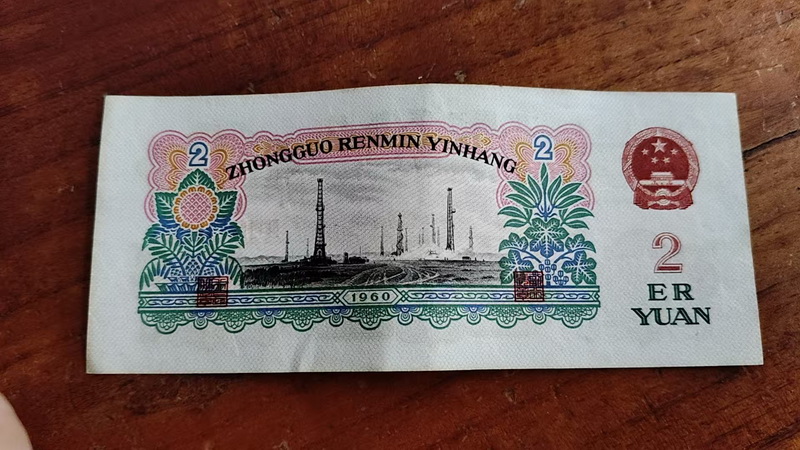 2
ZHONGGUO RENMIN YINHANG
2
1960
2
ER
YUAN